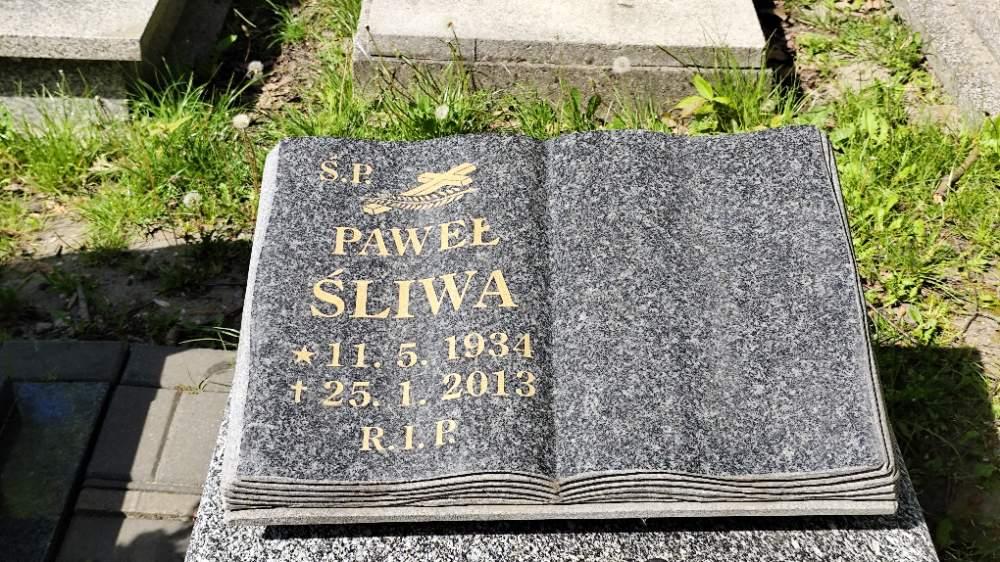 Ś.P.
PAWEŁ
ŚLIWA
★ 11. 5. 1934
† 25. 1. 2013
R.I.P.